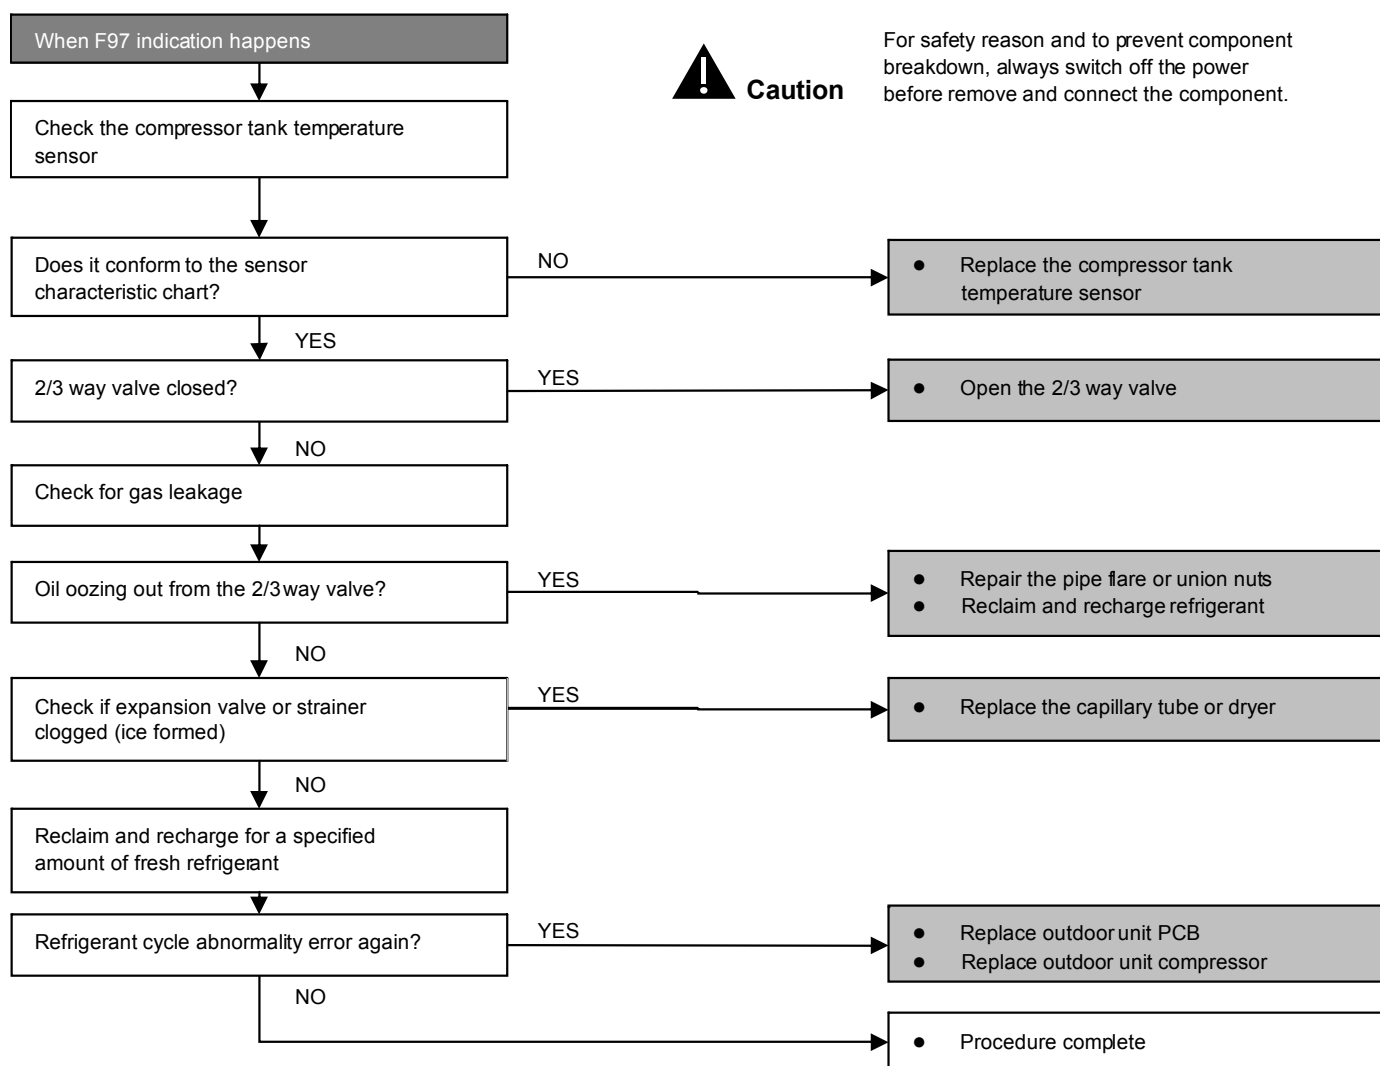 When F97 indication happens
Caution
For safety reason and to prevent component
breakdown, always switch off the power
before remove and connect the component.
Check the compressor tank temperature
sensor
Does it conform to the sensor
characteristic chart?
NO
● Replace the compressor tank
temperature sensor
YES
2/3 way valve closed?
YES
● Open the 2/3 way valve
NO
Check for gas leakage
Oil oozing out from the 2/3 way valve?
YES
● Repair the pipe flare or union nuts
● Reclaim and recharge refrigerant
NO
Check if expansion valve or strainer
clogged (ice formed)
YES
● Replace the capillary tube or dryer
NO
Reclaim and recharge for a specified
amount of fresh refrigerant
Refrigerant cycle abnormality error again?
YES
● Replace outdoor unit PCB
● Replace outdoor unit compressor
NO
● Procedure complete